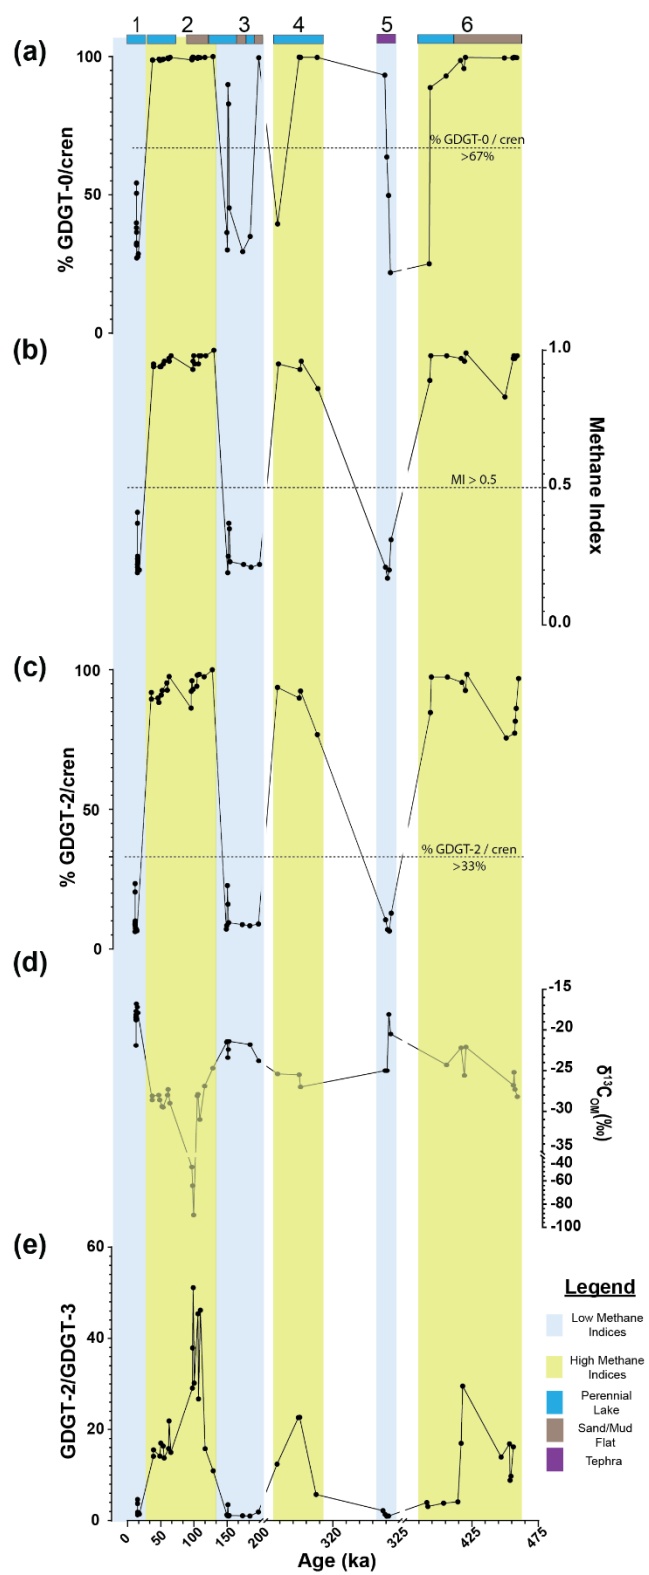 1 2 3 4 5 6
(a)
100
50
0
% GDGT-0/cren
% GDGT-0 / cren
>67%
(b)
1.0
0.5
0.0
Methane Index
MI > 0.5
(c)
100
50
0
% GDGT-2/cren
% GDGT-2 / cren
>33%
(d)
-15
-20
-25
-30
-35
-40
-60
-80
-100
δ¹³C_OM(‰)
(e)
60
40
20
0
GDGT-2/GDGT-3
0 50 100 150 200 320 325 425 475
Age (ka)
Legend
Low Methane
Indices
High Methane
Indices
Perennial
Lake
Sand/Mud
Flat
Tephra